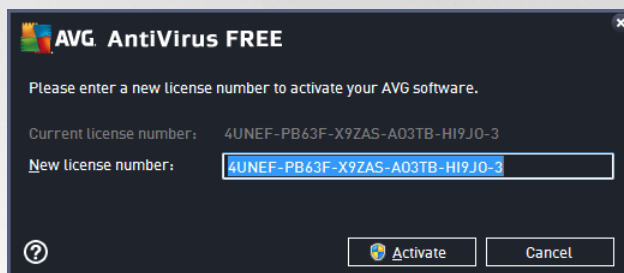 AVG. AntiVirus FREE
Please enter a new license number to activate your AVG software.
Current license number: 4UNEF-PB63F-X9ZAS-A03TB-HI9J0-3
New license number: 4UNEF-PB63F-X9ZAS-A03TB-HI9J0-3
? Activate Cancel